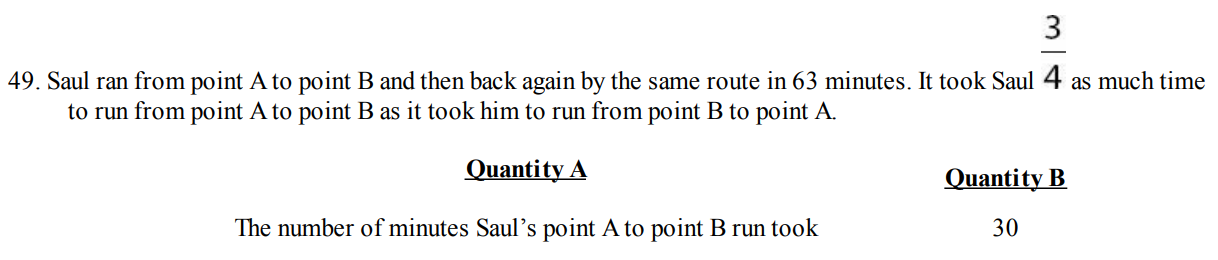 49. Saul ran from point A to point B and then back again by the same route in 63 minutes. It took Saul 3/4 as much time
to run from point A to point B as it took him to run from point B to point A.
Quantity A
Quantity B
The number of minutes Saul’s point A to point B run took
30